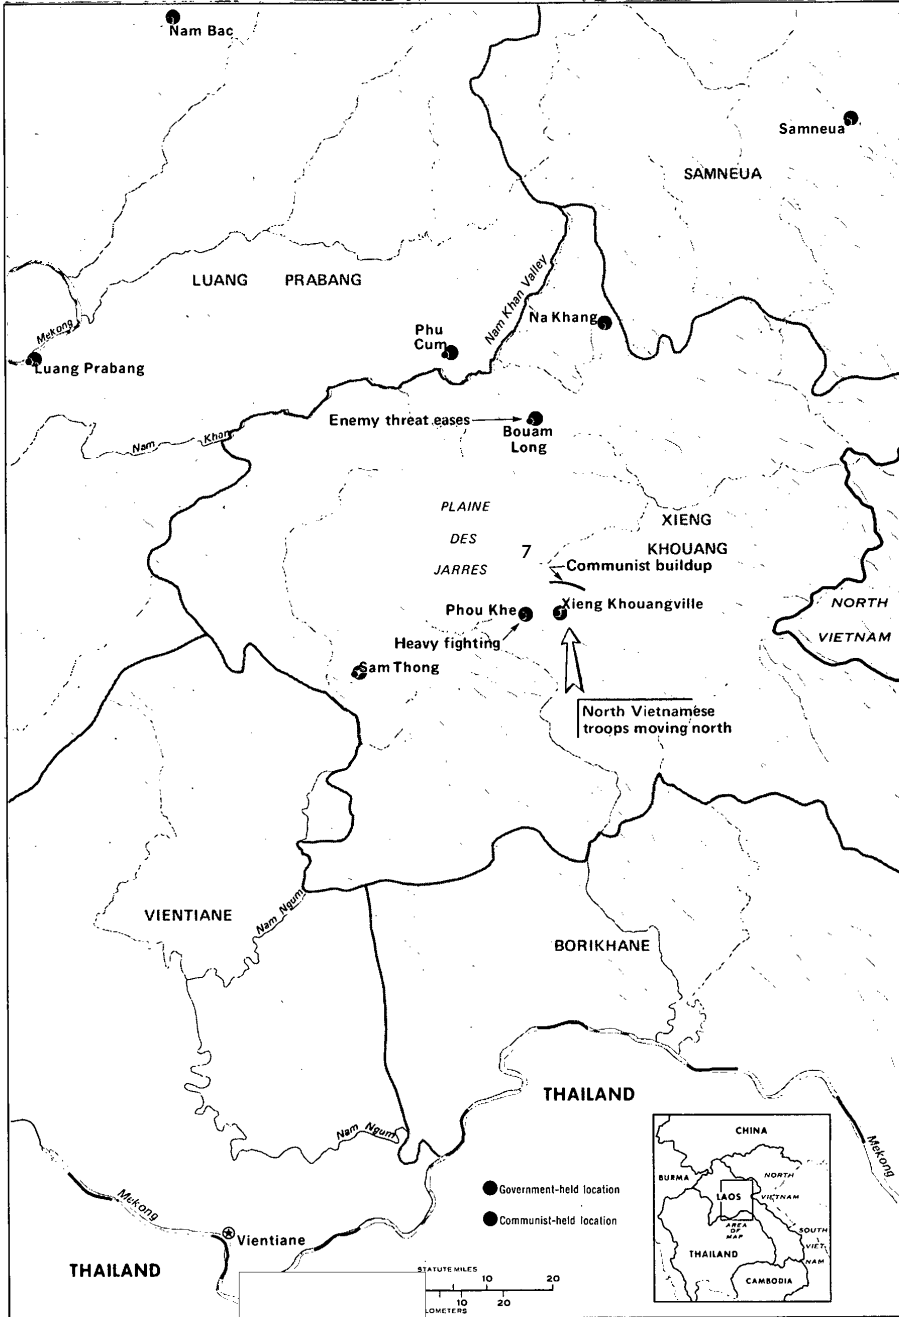 Nam Bac
Samneua
SAMNEUA
LUANG PRABANG
Nam Khan Valley
Na Khang
Mekong
Phu
Cum
Luang Prabang
Enemy threat eases
Bouam
Long
Nam Khan
PLAINE
DES
JARRES
7
XIENG
KHOUANG
Communist buildup
Phou Khe
Xieng Khouangville
NORTH
VIETNAM
Heavy fighting
Sam Thong
North Vietnamese
troops moving north
VIENTIANE
Nam Ngum
BORIKHANE
THAILAND
Nam Ngum
Mekong
Mekong
Vientiane
THAILAND
Government-held location
Communist-held location
STATUTE MILES
10 20
10 20
LOMETERS
CHINA
BURMA
NORTH
VIETNAM
LAOS
AREA
OF
MAP
SOUTH
VIET-
NAM
THAILAND
CAMBODIA